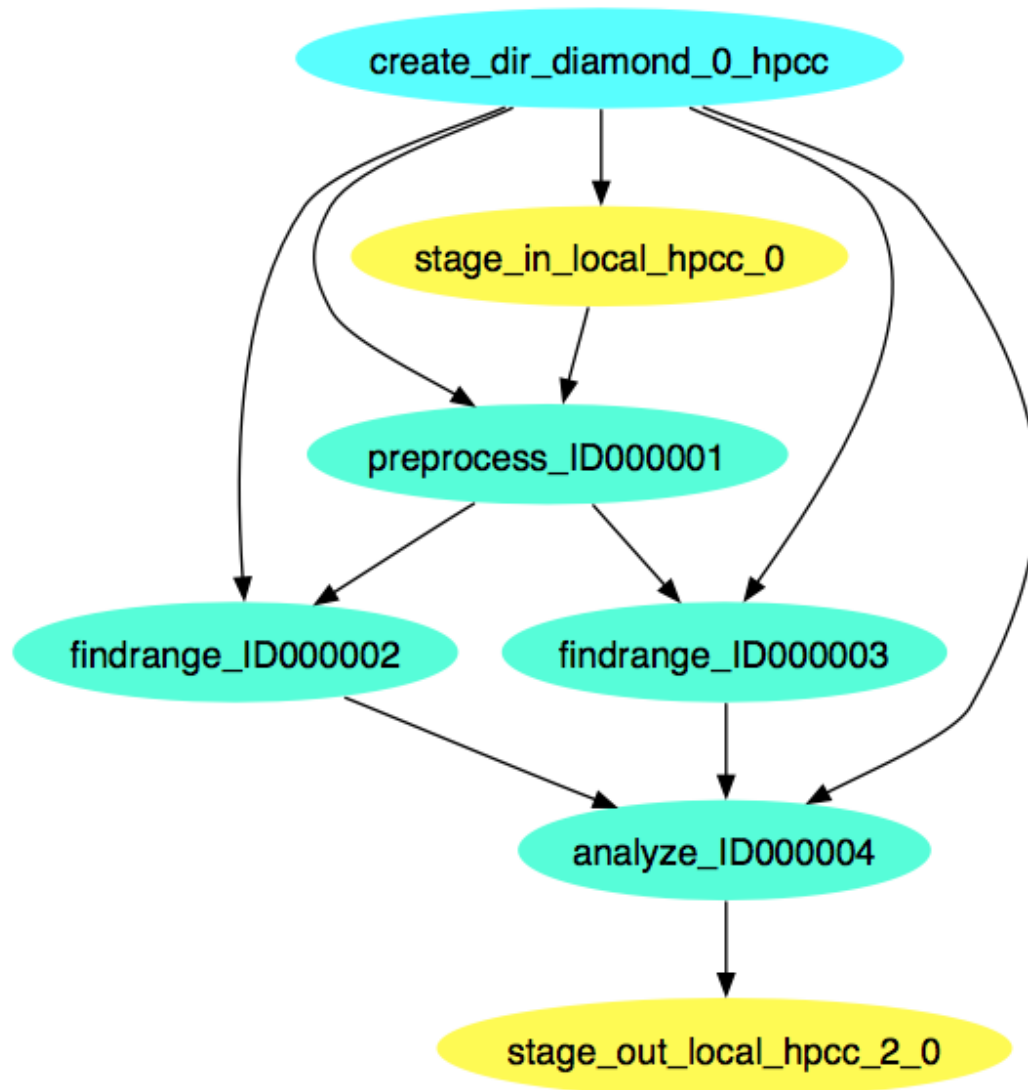 create_dir_diamond_0_hpcc
stage_in_local_hpcc_0
preprocess_ID000001
findrange_ID000002
findrange_ID000003
analyze_ID000004
stage_out_local_hpcc_2_0